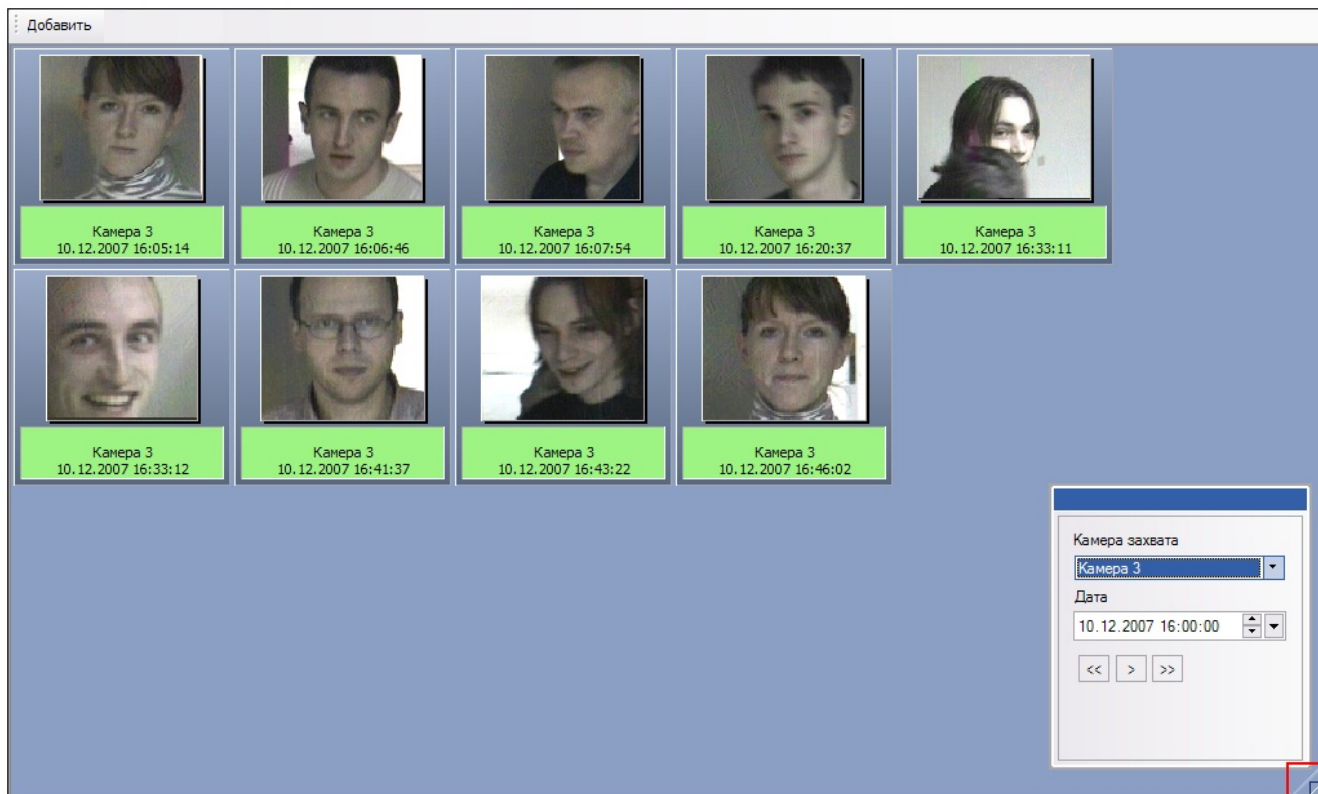 Добавить
Камера 3
10.12.2007 16:05:14
Камера 3
10.12.2007 16:06:46
Камера 3
10.12.2007 16:07:54
Камера 3
10.12.2007 16:20:37
Камера 3
10.12.2007 16:33:11
Камера 3
10.12.2007 16:33:12
Камера 3
10.12.2007 16:41:37
Камера 3
10.12.2007 16:43:22
Камера 3
10.12.2007 16:46:02
Камера захвата
Камера 3
Дата
10.12.2007 16:00:00
<< > >>